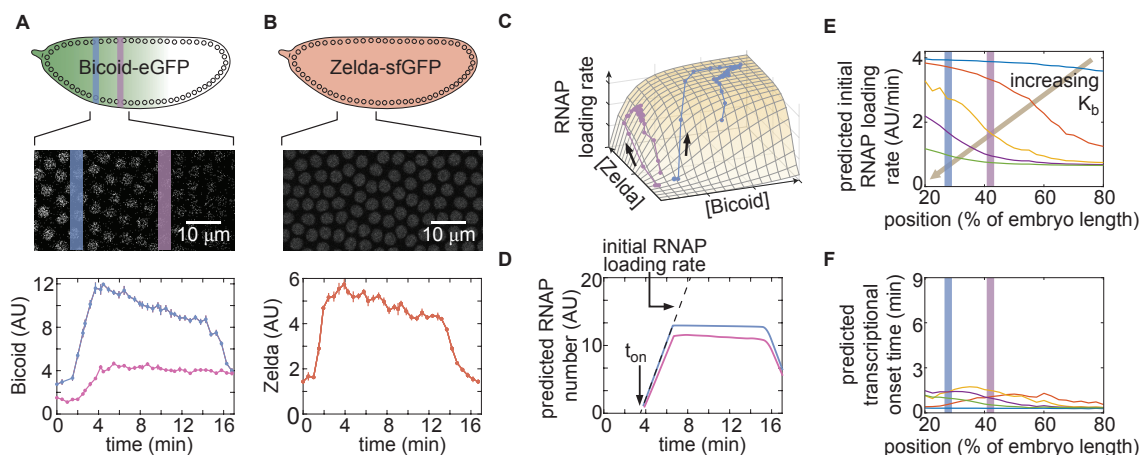 A
Bicoid-eGFP
10 μm
12
8
4
0
Bicoid (AU)
0 4 8 12 16
time (min)
B
Zelda-sfGFP
10 μm
6
4
2
0
Zelda (AU)
0 4 8 12 16
time (min)
C
RNAP
loading rate
[Zelda]
[Bicoid]
D
initial RNAP
loading rate
20
10
0
ton
predicted RNAP
number (AU)
0 4 8 12 16
time (min)
E
4
2
0
predicted initial
RNAP loading
rate (AU/min)
increasing
Kb
20 40 60 80
position (% of embryo length)
F
9
6
3
0
predicted
transcriptional
onset time (min)
20 40 60 80
position (% of embryo length)